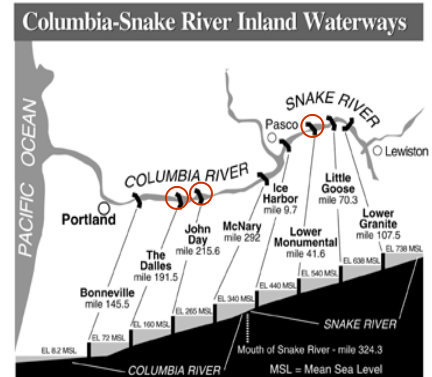 Columbia-Snake River Inland Waterways
PACIFIC OCEAN
SNAKE RIVER
Pasco
Lewiston
COLUMBIA RIVER
Portland
Bonneville
mile 145.5
The
Dalles
mile 191.5
John
Day
mile 215.6
McNary
mile 292
Ice
Harbor
mile 9.7
Lower
Monumental
mile 41.6
Little
Goose
mile 70.3
Lower
Granite
mile 107.5
EL 8.2 MSL
EL 72 MSL
EL 160 MSL
EL 265 MSL
EL 340 MSL
EL 440 MSL
EL 540 MSL
EL 638 MSL
EL 738 MSL
SNAKE RIVER
Mouth of Snake River - mile 324.3
COLUMBIA RIVER
MSL = Mean Sea Level